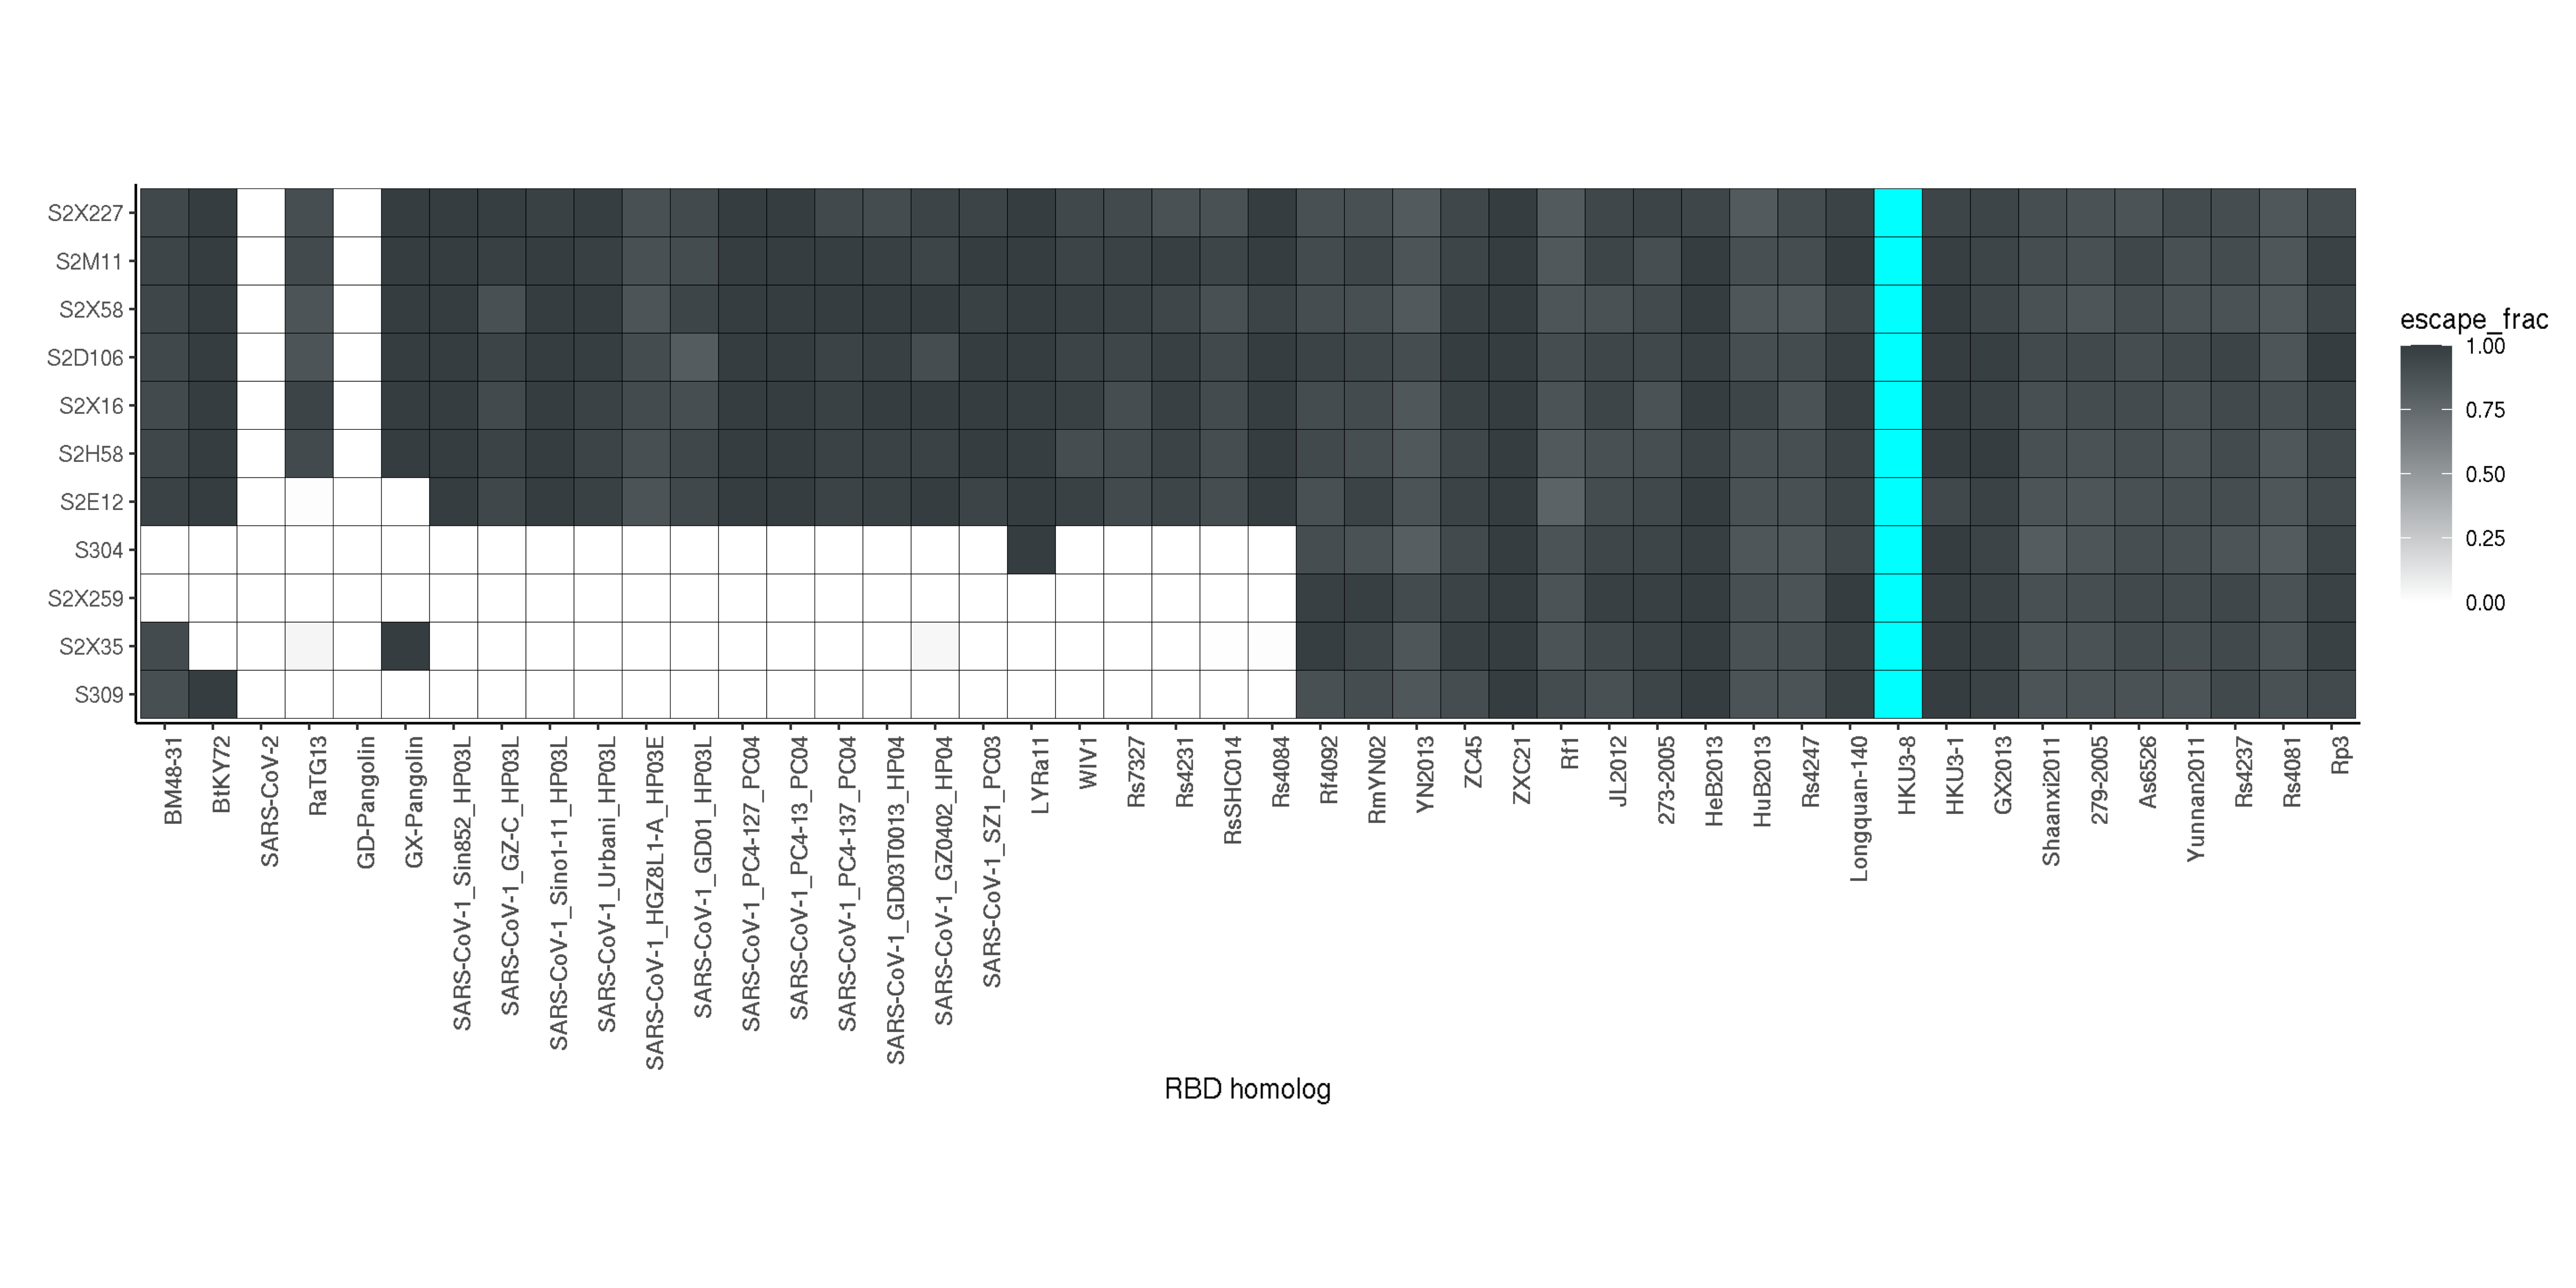 S2X227
S2M11
S2X58
S2D106
S2X16
S2H58
S2E12
S304
S2X259
S2X35
S309
BM48-31
BtKY72
SARS-CoV-2
RaTG13
GD-Pangolin
GX-Pangolin
SARS-CoV-1_Sin852_HP03L
SARS-CoV-1_GZ-C_HP03L
SARS-CoV-1_Sino1-11_HP03L
SARS-CoV-1_Urbani_HP03L
SARS-CoV-1_HGZ8L1-A_HP03E
SARS-CoV-1_GD01_HP03L
SARS-CoV-1_PC4-127_PC04
SARS-CoV-1_PC4-13_PC04
SARS-CoV-1_PC4-137_PC04
SARS-CoV-1_GD03T0013_HP04
SARS-CoV-1_GZ0402_HP04
SARS-CoV-1_SZ1_PC03
LYRa11
WIV1
Rs7327
Rs4231
RsSHC014
Rs4084
Rf4092
RmYN02
YN2013
ZC45
ZXC21
Rf1
JL2012
273-2005
HeB2013
HuB2013
Rs4247
Longquan-140
HKU3-8
HKU3-1
GX2013
Shaanxi2011
279-2005
As6526
Yunnan2011
Rs4237
Rs4081
Rp3
RBD homolog
escape_frac
1.00
0.75
0.50
0.25
0.00